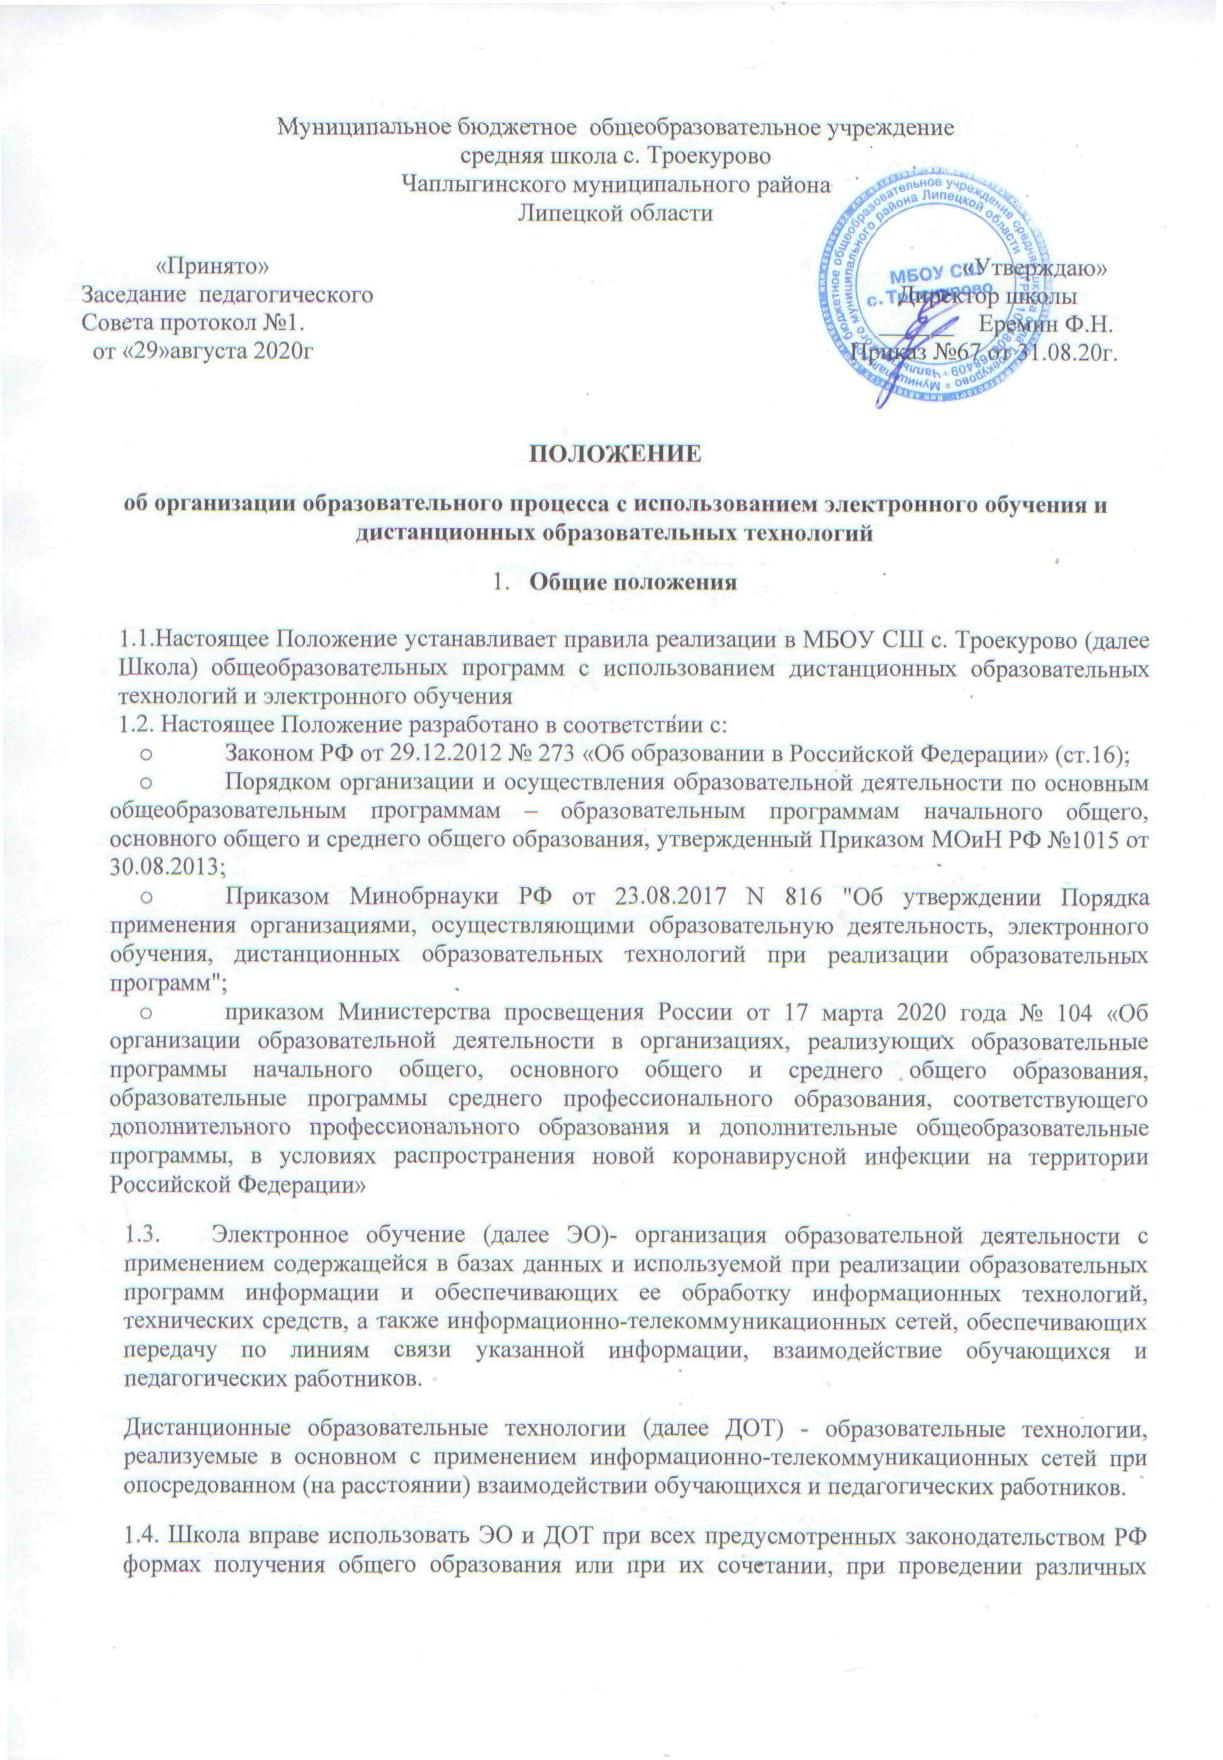 Муниципальное бюджетное общеобразовательное учреждение
средняя школа с. Троекурово
Чаплыгинского муниципального района
Липецкой области
«Принято»
Заседание педагогического
Совета протокол №1.
от «29»августа 2020г
«Утверждаю»
Директор школы
Еремин Ф.Н.
Приказ №67 от 31.08.20г.
МБОУ СШ
с. Троекурово
ПОЛОЖЕНИЕ
об организации образовательного процесса с использованием электронного обучения и
дистанционных образовательных технологий
1. Общие положения
1.1.Настоящее Положение устанавливает правила реализации в МБОУ СШ с. Троекурово (далее
Школа) общеобразовательных программ с использованием дистанционных образовательных
технологий и электронного обучения
1.2. Настоящее Положение разработано в соответствии с:
o Законом РФ от 29.12.2012 № 273 «Об образовании в Российской Федерации» (ст.16);
o Порядком организации и осуществления образовательной деятельности по основным
общеобразовательным программам – образовательным программам начального общего,
основного общего и среднего общего образования, утвержденный Приказом МОиН РФ №1015 от
30.08.2013;
o Приказом Минобрнауки РФ от 23.08.2017 N 816 "Об утверждении Порядка
применения организациями, осуществляющими образовательную деятельность, электронного
обучения, дистанционных образовательных технологий при реализации образовательных
программ";
o приказом Министерства просвещения России от 17 марта 2020 года № 104 «Об
организации образовательной деятельности в организациях, реализующих образовательные
программы начального общего, основного общего и среднего общего образования,
образовательные программы среднего профессионального образования, соответствующего
дополнительного профессионального образования и дополнительные общеобразовательные
программы, в условиях распространения новой коронавирусной инфекции на территории
Российской Федерации»
1.3. Электронное обучение (далее ЭО)- организация образовательной деятельности с
применением содержащейся в базах данных и используемой при реализации образовательных
программ информации и обеспечивающих ее обработку информационных технологий,
технических средств, а также информационно-телекоммуникационных сетей, обеспечивающих
передачу по линиям связи указанной информации, взаимодействие обучающихся и
педагогических работников.
Дистанционные образовательные технологии (далее ДОТ) - образовательные технологии,
реализуемые в основном с применением информационно-телекоммуникационных сетей при
опосредованном (на расстоянии) взаимодействии обучающихся и педагогических работников.
1.4. Школа вправе использовать ЭО и ДОТ при всех предусмотренных законодательством РФ
формах получения общего образования или при их сочетании, при проведении различных